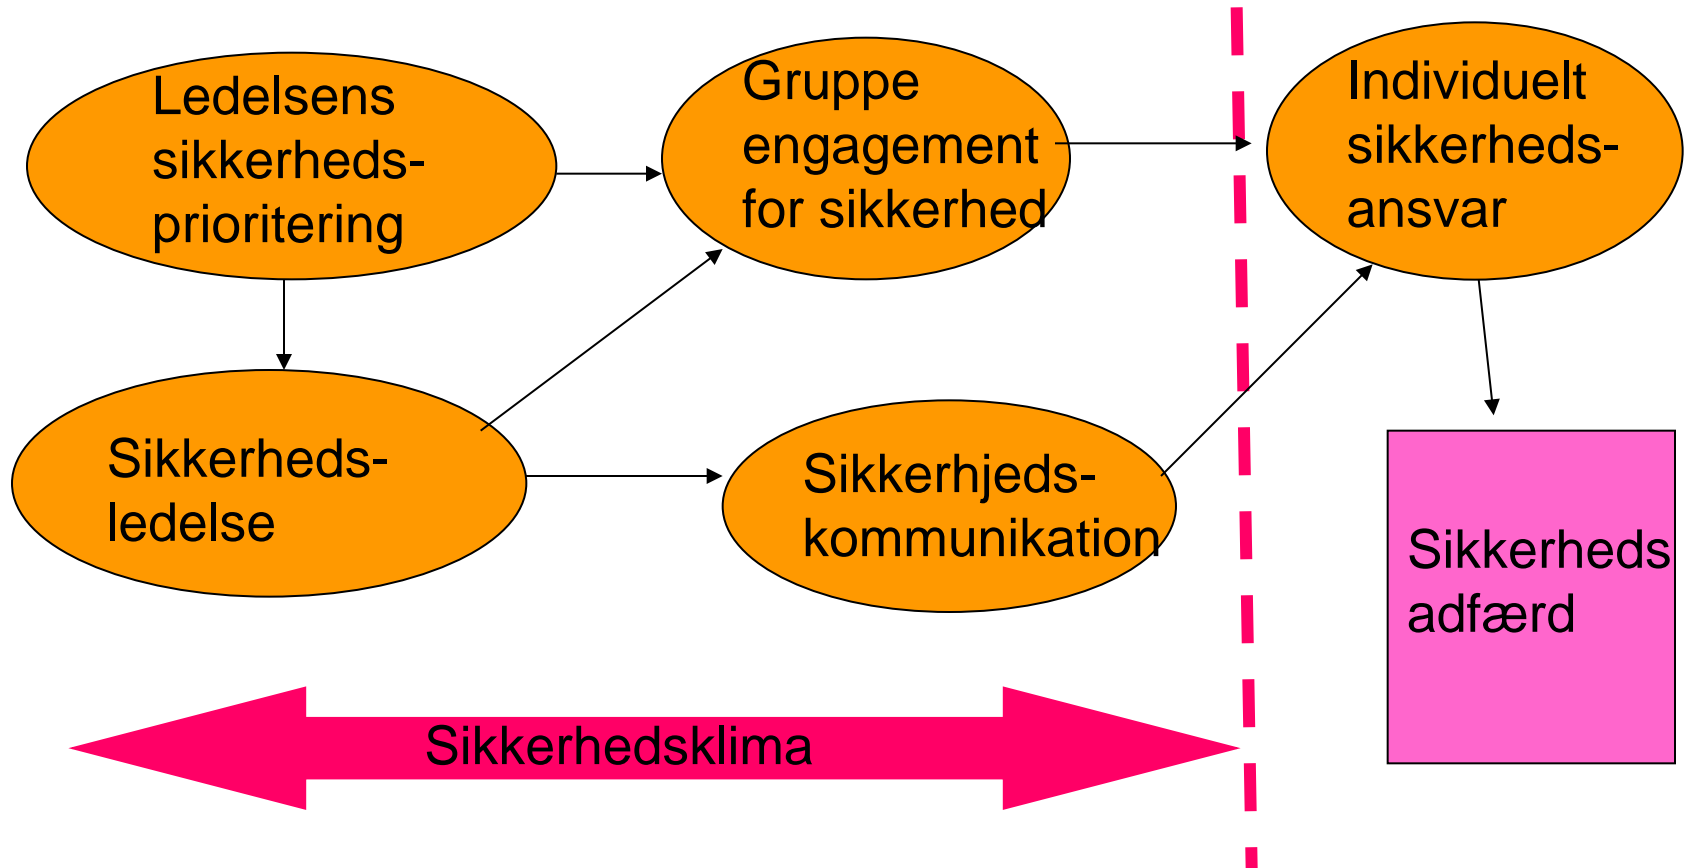 Ledelsens
sikkerheds-
prioritering
Gruppe
engagement
for sikkerhed
Individuelt
sikkerheds-
ansvar
Sikkerheds-
ledelse
Sikkerhjeds-
kommunikation
Sikkerheds
adfærd
Sikkerhedsklima